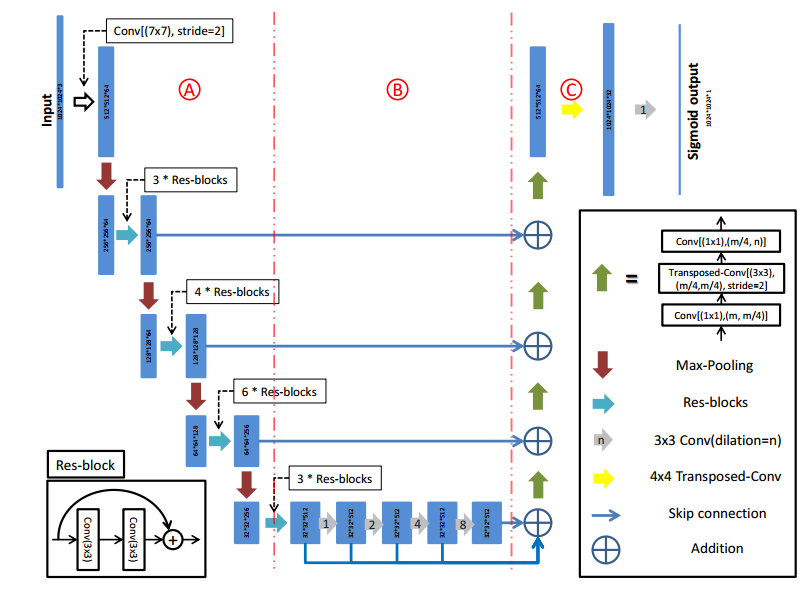 Conv[(7x7), stride=2]
Input
1024*1024*3
512*512*64
A
B
C
512*512*64
1024*1024*32
1
Sigmoid output
1024*1024*1
3 * Res-blocks
256*256*64
256*256*64
4 * Res-blocks
128*128*64
128*128*128
6 * Res-blocks
64*64*128
64*64*256
3 * Res-blocks
32*32*256
32*32*512
1
32*32*512
2
32*32*512
4
32*32*512
8
32*32*512
Res-block
Conv(3x3)
Conv(3x3)
+
=
Conv[(1x1),(m/4, n)]
Transposed-Conv[(3x3),
(m/4,m/4), stride=2]
Conv[(1x1),(m, m/4)]
Max-Pooling
Res-blocks
n
3x3 Conv(dilation=n)
4x4 Transposed-Conv
Skip connection
Addition